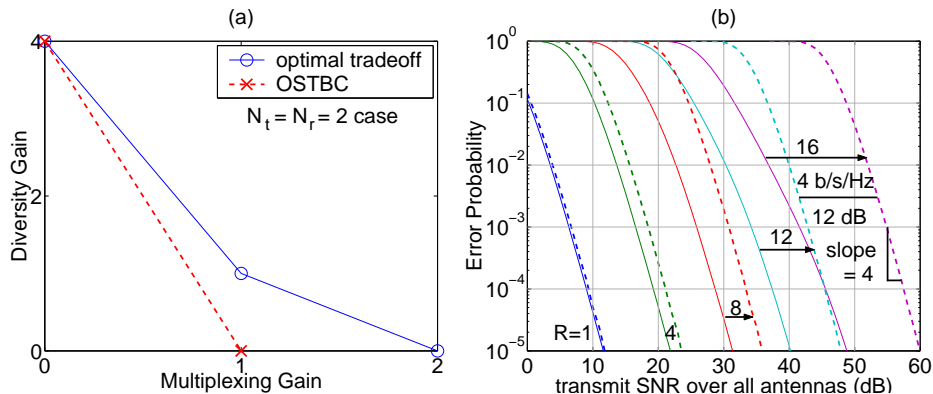 (a)
4
2
0
0
1
2
Diversity Gain
Multiplexing Gain
optimal tradeoff
OSTBC
N_t = N_r = 2 case
(b)
10^0
10^-1
10^-2
10^-3
10^-4
10^-5
Error Probability
0
10
20
30
40
50
60
transmit SNR over all antennas (dB)
16
4 b/s/Hz
12 dB
12
slope
= 4
8
R=1
4